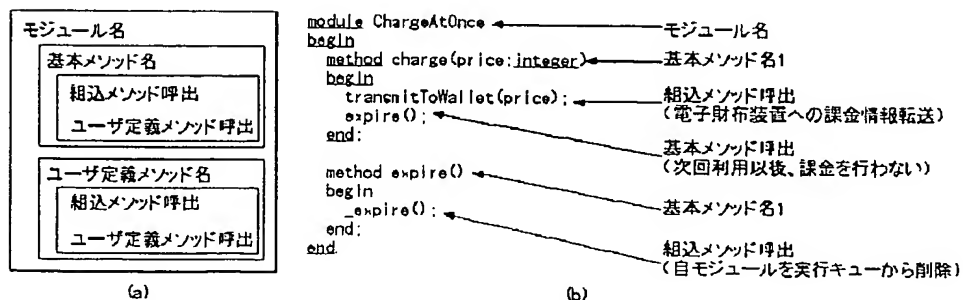 モジュール名
基本メソッド名
組込メソッド呼出
ユーザ定義メソッド呼出
ユーザ定義メソッド名
組込メソッド呼出
ユーザ定義メソッド呼出
(a)
module ChargeAtOnce
begin
method charge(price:integer)
begin
transmitToWallet(price);
expire();
end;
method expire()
begin
_expire();
end;
end
モジュール名
基本メソッド名1
組込メソッド呼出
(電子財布装置への課金情報転送)
基本メソッド呼出
(次回利用以後、課金を行わない)
基本メソッド名1
組込メソッド呼出
(自モジュールを実行キューから削除)
(b)